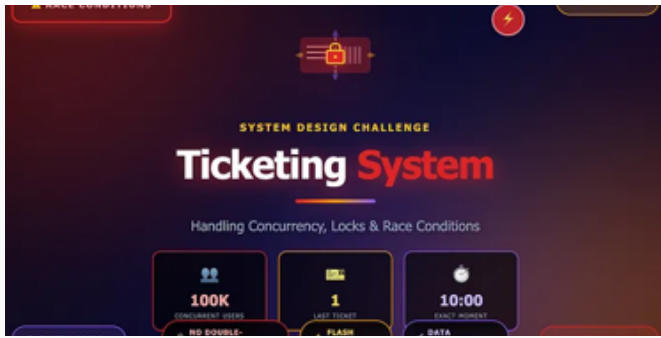 RACE CONDITIONS
SYSTEM DESIGN CHALLENGE
Ticketing System
Handling Concurrency, Locks & Race Conditions
100K
CONCURRENT USERS
1
LAST TICKET
10:00
EXACT MOMENT
NO DOUBLE-
FLASH
DATA